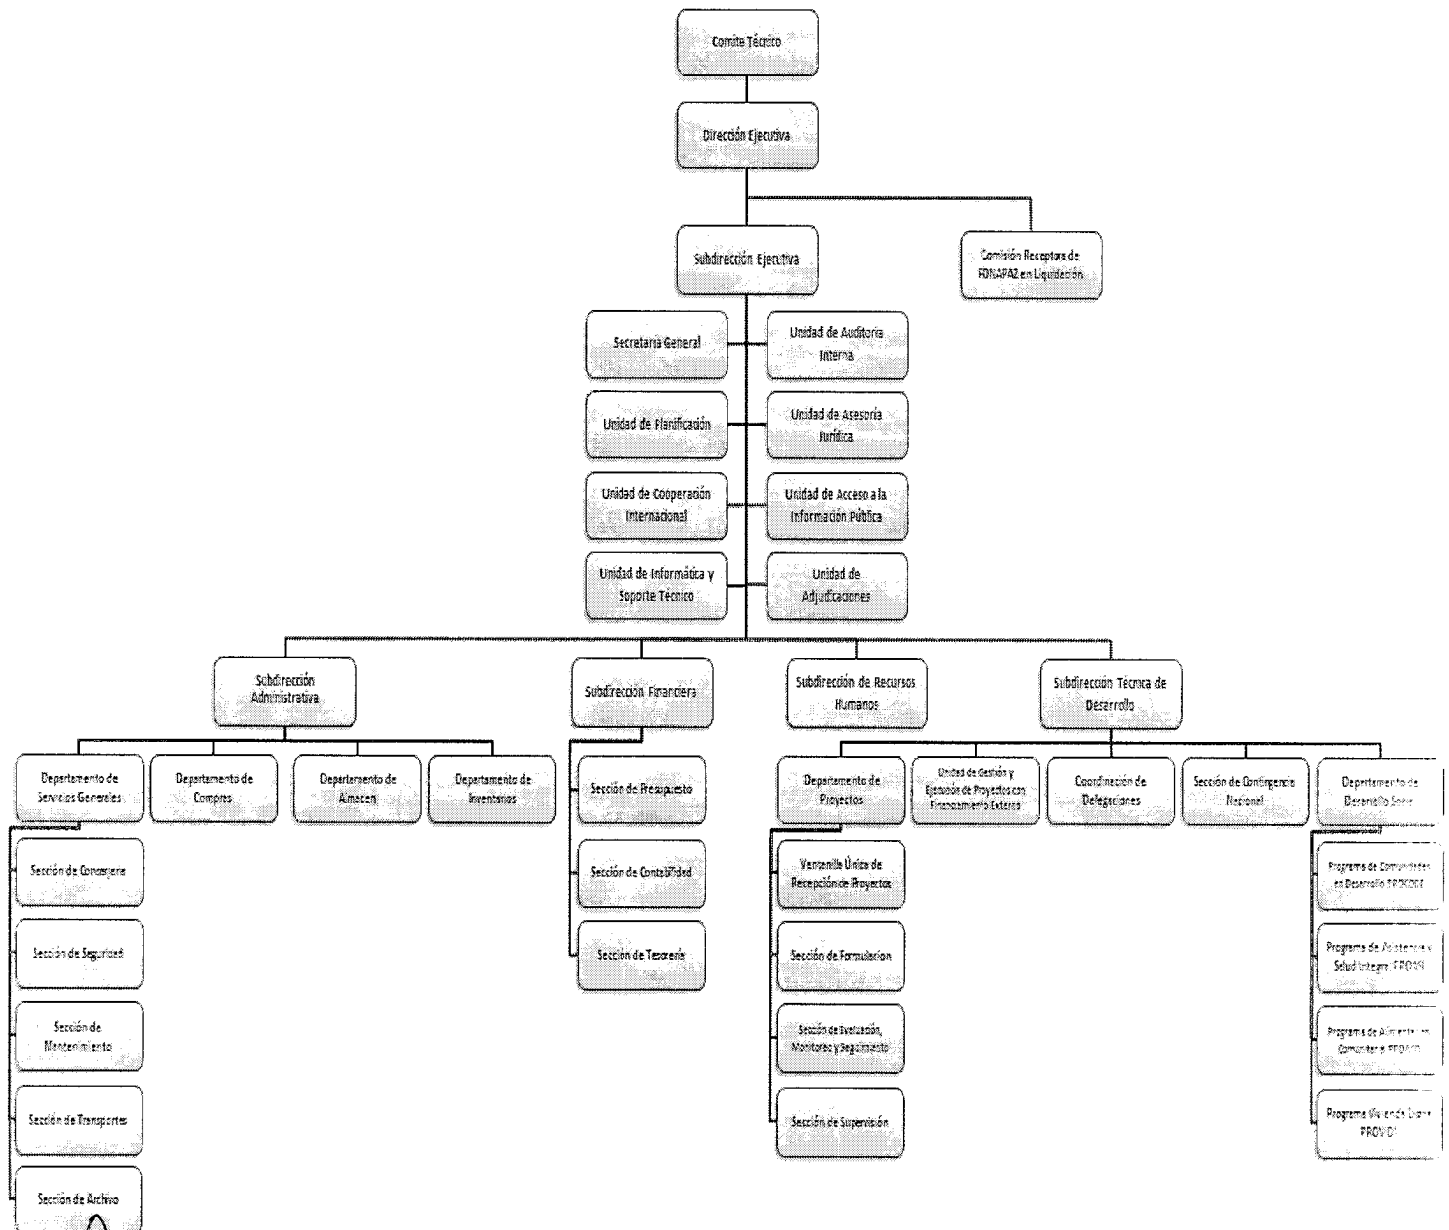 Comite Técnico
Dirección Ejecutiva
Subdirección Ejecutiva
Comisión Receptora de
FONAPAZ en Liquidación
Secretaria General
Unidad de Auditoria
Interna
Unidad de Planificación
Unidad de Asesoría
Jurídica
Unidad de Cooperación
Internacional
Unidad de Acceso a la
Información Pública
Unidad de Informática y
Soporte Técnico
Unidad de
Adjudicaciones
Subdirección
Administrativa
Subdirección Financiera
Subdirección de Recursos
Humanos
Subdirección Técnica de
Desarrollo
Departamento de
Servicios Generales
Departamento de
Compras
Departamento de
Almacen
Departamento de
Inventarios
Sección de Presupuesto
Departamento de
Proyectos
Unidad de Gestión y
Ejecución de Proyectos con
Financiamiento Externo
Coordinación de
Delegaciones
Sección de Contingencia
Nacional
Departamento de
Desarrollo Social
Sección de Conserjeria
Sección de Contabilidad
Ventanilla Única de
Recepción de Proyectos
Programa de Comunidades
en Desarrollo
Sección de Seguridad
Sección de Tesorería
Sección de Formulacion
Programa de Asistencia y
Salud Integral
Sección de
Mantenimiento
Sección de Evaluación,
Monitoreo y Seguimiento
Programa de
Sección de Transportes
Sección de Supervisión
Programa Vivienda
Sección de Archivo